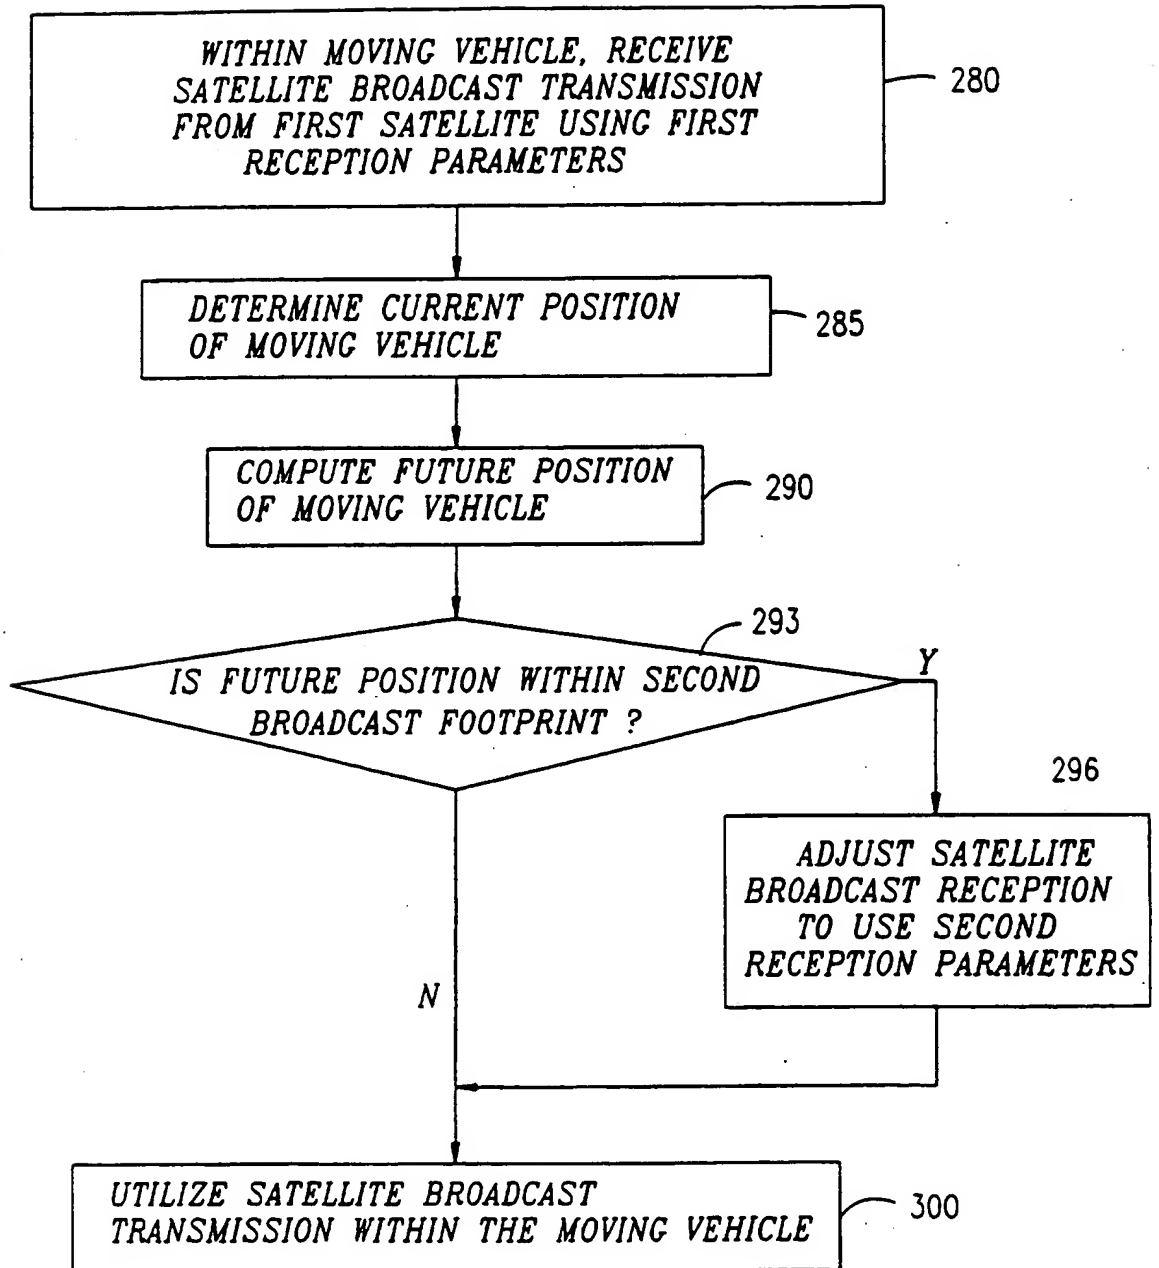 WITHIN MOVING VEHICLE, RECEIVE
SATELLITE BROADCAST TRANSMISSION
FROM FIRST SATELLITE USING FIRST
RECEPTION PARAMETERS
280
DETERMINE CURRENT POSITION
OF MOVING VEHICLE
285
COMPUTE FUTURE POSITION
OF MOVING VEHICLE
290
293
IS FUTURE POSITION WITHIN SECOND
BROADCAST FOOTPRINT ?
Y
296
ADJUST SATELLITE
BROADCAST RECEPTION
TO USE SECOND
RECEPTION PARAMETERS
N
UTILIZE SATELLITE BROADCAST
TRANSMISSION WITHIN THE MOVING VEHICLE
300